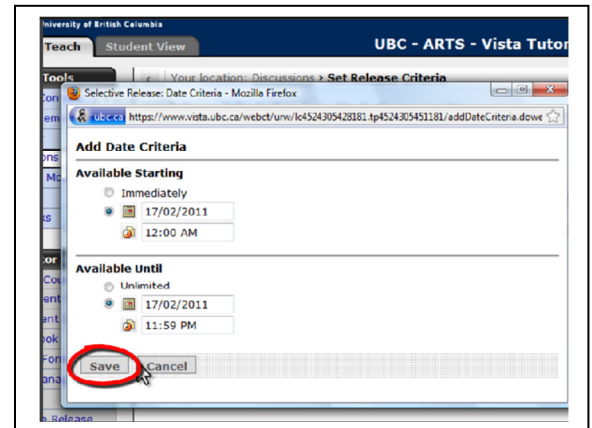 University of British Columbia
Teach Student View UBC - ARTS - Vista Tutor
Tools Your location: Discussions › Set Release Criteria
Selective Release: Date Criteria - Mozilla Firefox
ubc.ca https://www.vista.ubc.ca/webct/urw/lc4524305428181.tp4524305451181/addDateCriteria.dowe
Add Date Criteria
Available Starting
Immediately
17/02/2011
12:00 AM
Available Until
Unlimited
17/02/2011
11:59 PM
Save Cancel
e Release